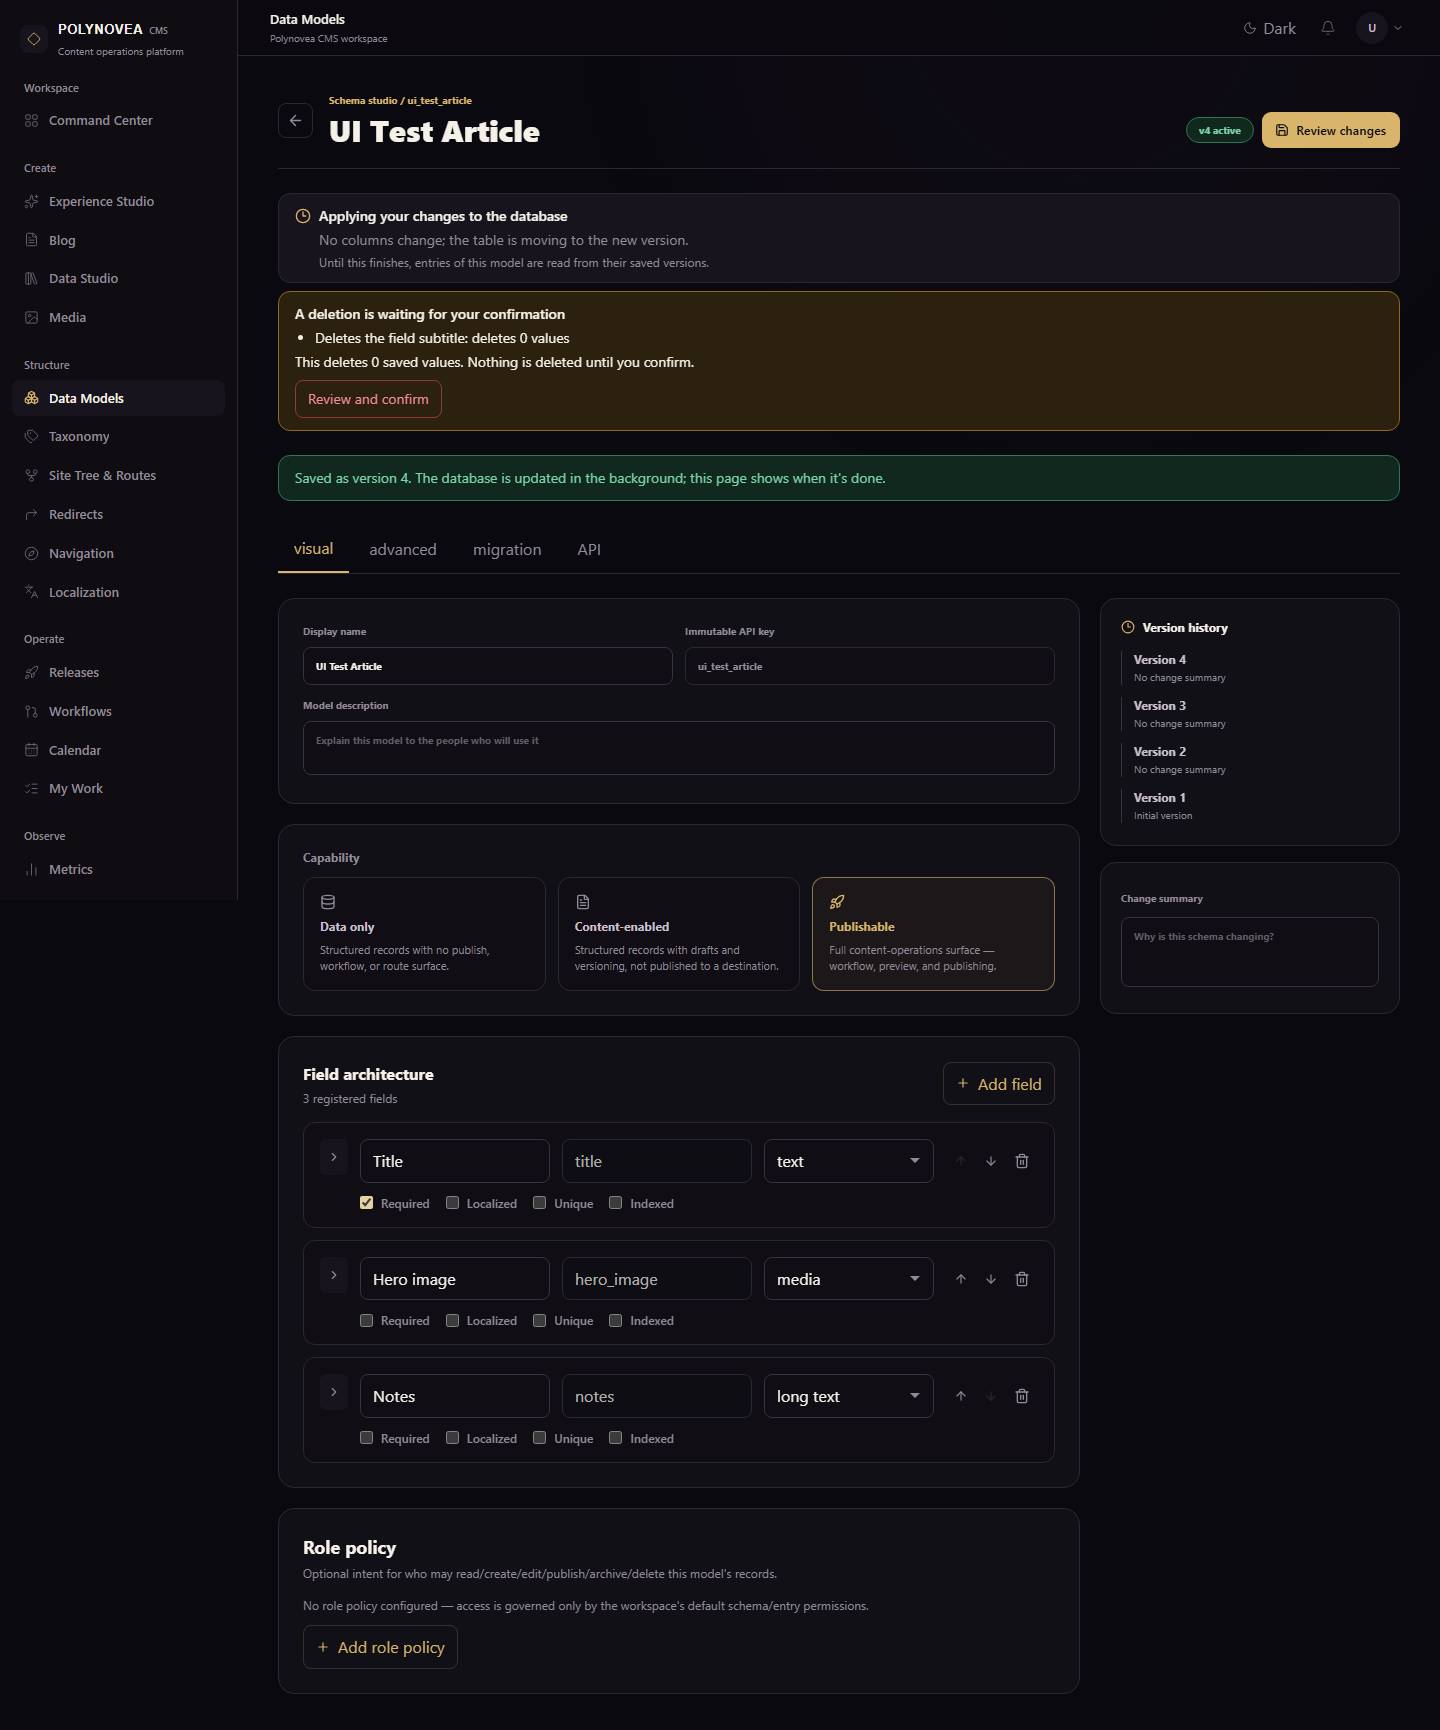 POLYNOVEA CMS
Content operations platform
Workspace
Command Center
Create
Experience Studio
Blog
Data Studio
Media
Structure
Data Models
Taxonomy
Site Tree & Routes
Redirects
Navigation
Localization
Operate
Releases
Workflows
Calendar
My Work
Observe
Metrics
Data Models
Polynovea CMS workspace
Dark
U
Schema studio / ui_test_article
UI Test Article
v4 active
Review changes
Applying your changes to the database
No columns change; the table is moving to the new version.
Until this finishes, entries of this model are read from their saved versions.
A deletion is waiting for your confirmation
• Deletes the field subtitle: deletes 0 values
This deletes 0 saved values. Nothing is deleted until you confirm.
Review and confirm
Saved as version 4. The database is updated in the background; this page shows when it's done.
visual advanced migration API
Display name
UI Test Article
Immutable API key
ui_test_article
Model description
Explain this model to the people who will use it
Capability
Data only
Structured records with no publish,
workflow, or route surface.
Content-enabled
Structured records with drafts and
versioning, not published to a destination.
Publishable
Full content-operations surface —
workflow, preview, and publishing.
Field architecture
3 registered fields
Add field
Title title text
Required Localized Unique Indexed
Hero image hero_image media
Required Localized Unique Indexed
Notes notes long text
Required Localized Unique Indexed
Role policy
Optional intent for who may read/create/edit/publish/archive/delete this model's records.
No role policy configured — access is governed only by the workspace's default schema/entry permissions.
Add role policy
Version history
Version 4
No change summary
Version 3
No change summary
Version 2
No change summary
Version 1
Initial version
Change summary
Why is this schema changing?